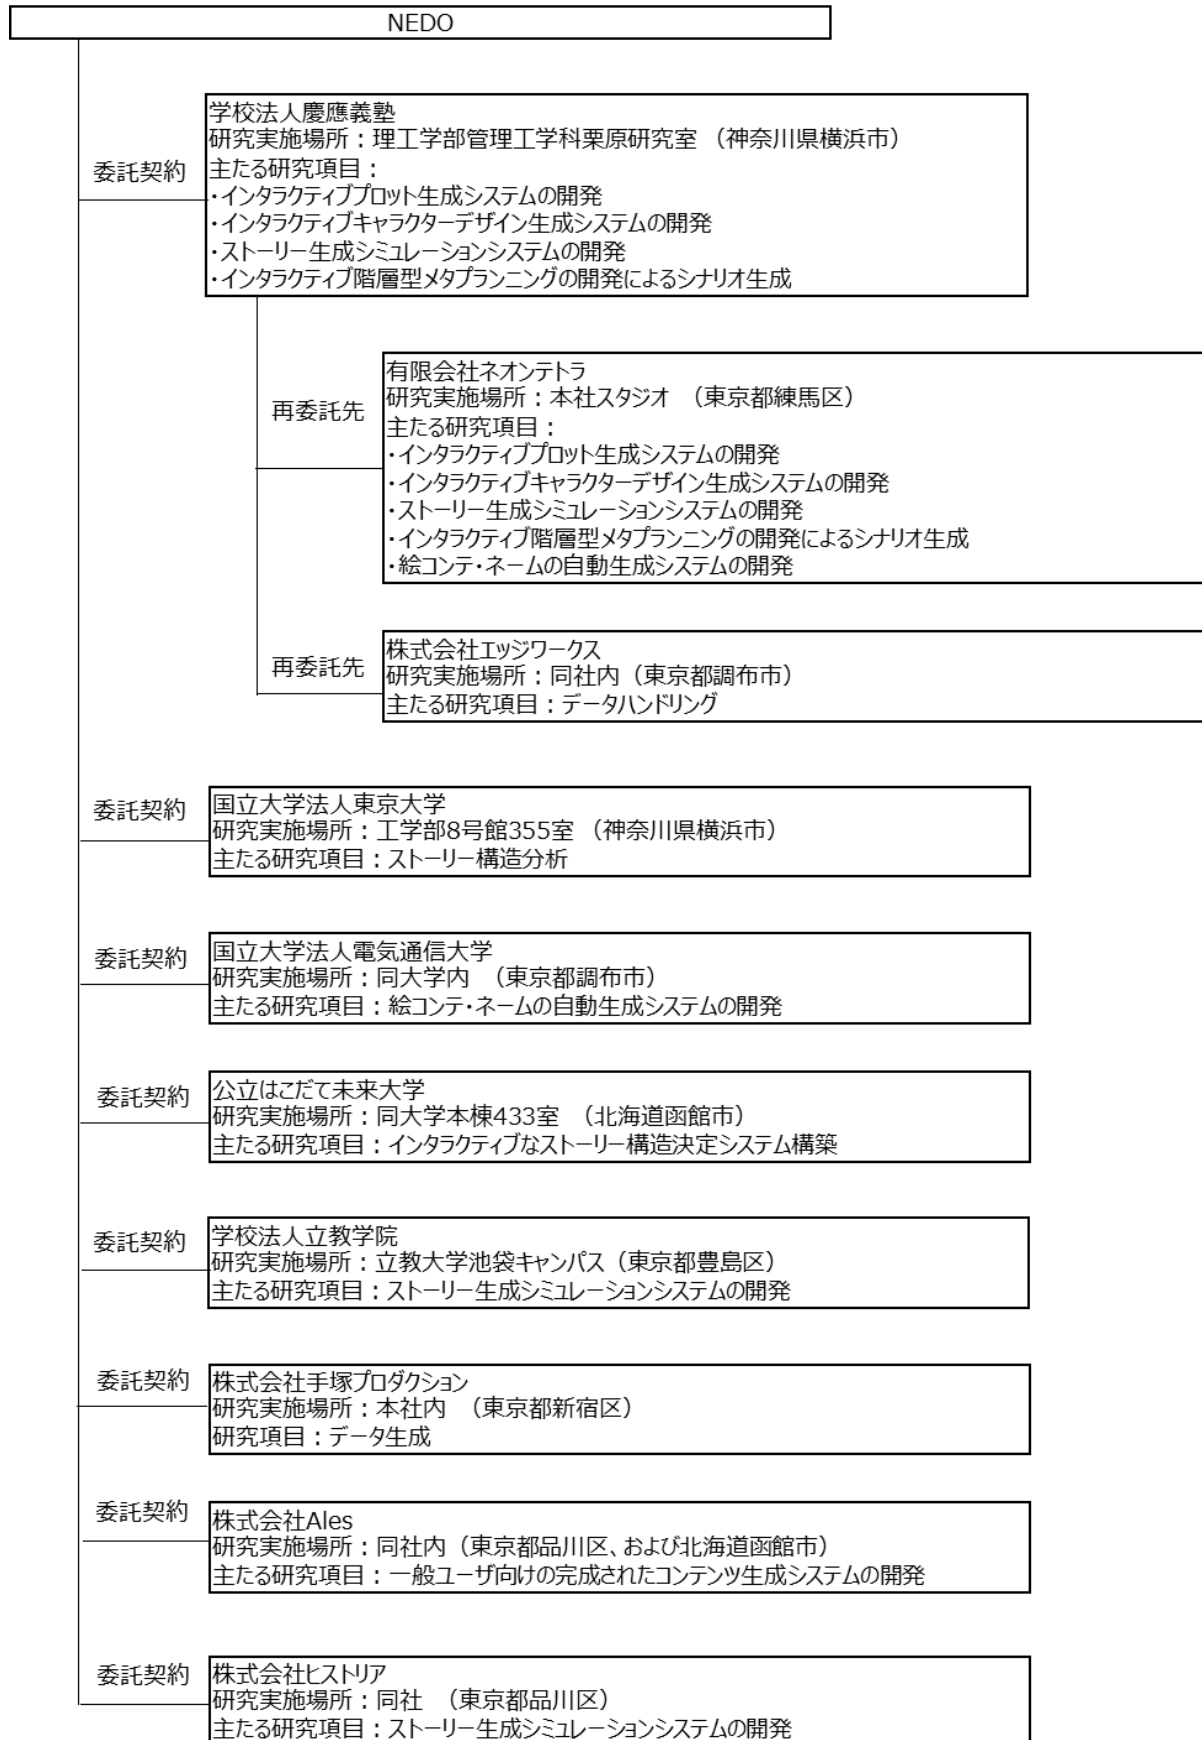 NEDO
委託契約
学校法人慶應義塾
研究実施場所：理工学部管理工学科栗原研究室 （神奈川県横浜市）
主たる研究項目：
・インタラクティブプロット生成システムの開発
・インタラクティブキャラクターデザイン生成システムの開発
・ストーリー生成シミュレーションシステムの開発
・インタラクティブ階層型メタプランニングの開発によるシナリオ生成
再委託先
有限会社ネオンテトラ
研究実施場所：本社スタジオ （東京都練馬区）
主たる研究項目：
・インタラクティブプロット生成システムの開発
・インタラクティブキャラクターデザイン生成システムの開発
・ストーリー生成シミュレーションシステムの開発
・インタラクティブ階層型メタプランニングの開発によるシナリオ生成
・絵コンテ・ネームの自動生成システムの開発
再委託先
株式会社エッジワークス
研究実施場所：同社内（東京都調布市）
主たる研究項目：データハンドリング
委託契約
国立大学法人東京大学
研究実施場所：工学部8号館355室 （神奈川県横浜市）
主たる研究項目：ストーリー構造分析
委託契約
国立大学法人電気通信大学
研究実施場所：同大学内 （東京都調布市）
主たる研究項目：絵コンテ・ネームの自動生成システムの開発
委託契約
公立はこだて未来大学
研究実施場所：同大学本棟433室 （北海道函館市）
主たる研究項目：インタラクティブなストーリー構造決定システム構築
委託契約
学校法人立教学院
研究実施場所：立教大学池袋キャンパス（東京都豊島区）
主たる研究項目：ストーリー生成シミュレーションシステムの開発
委託契約
株式会社手塚プロダクション
研究実施場所：本社内 （東京都新宿区）
研究項目：データ生成
委託契約
株式会社Ales
研究実施場所：同社内（東京都品川区、および北海道函館市）
主たる研究項目：一般ユーザ向けの完成されたコンテンツ生成システムの開発
委託契約
株式会社ヒストリア
研究実施場所：同社 （東京都品川区）
主たる研究項目：ストーリー生成シミュレーションシステムの開発